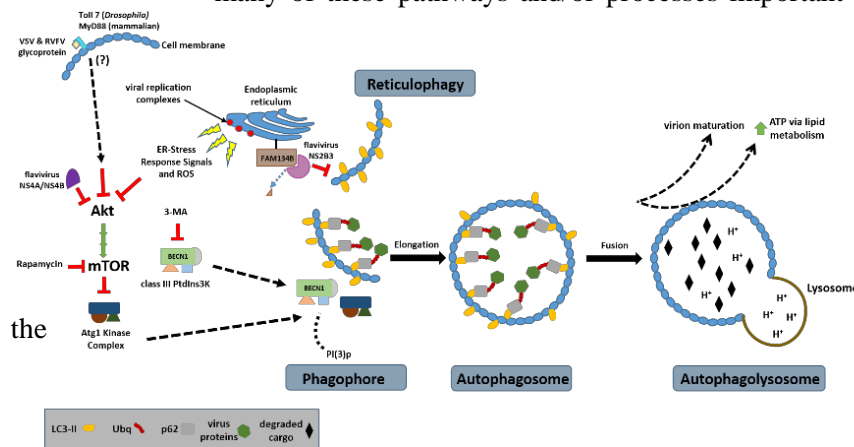 many of these pathways and/or processes important
Toll 7 (Drosophila)
MyD88 (mammalian)
VSV & RVFV
glycoprotein
Cell membrane
(?)
viral replication
complexes
Endoplasmic
reticulum
Reticulophagy
FAM134B
flavivirus
NS2B3
ER-Stress
Response Signals
and ROS
flavivirus
NS4A/NS4B
Akt
3-MA
Rapamycin
mTOR
BECN1
class III PtdIns3K
the
Atg1 Kinase
Complex
BECN1
PI(3)p
Phagophore
Elongation
Autophagosome
Fusion
virion maturation
ATP via lipid
metabolism
H+
H+
H+
H+
H+
H+
H+
H+
Lysosome
Autophagolysosome
LC3-II
Ubq
p62
virus
proteins
degraded
cargo